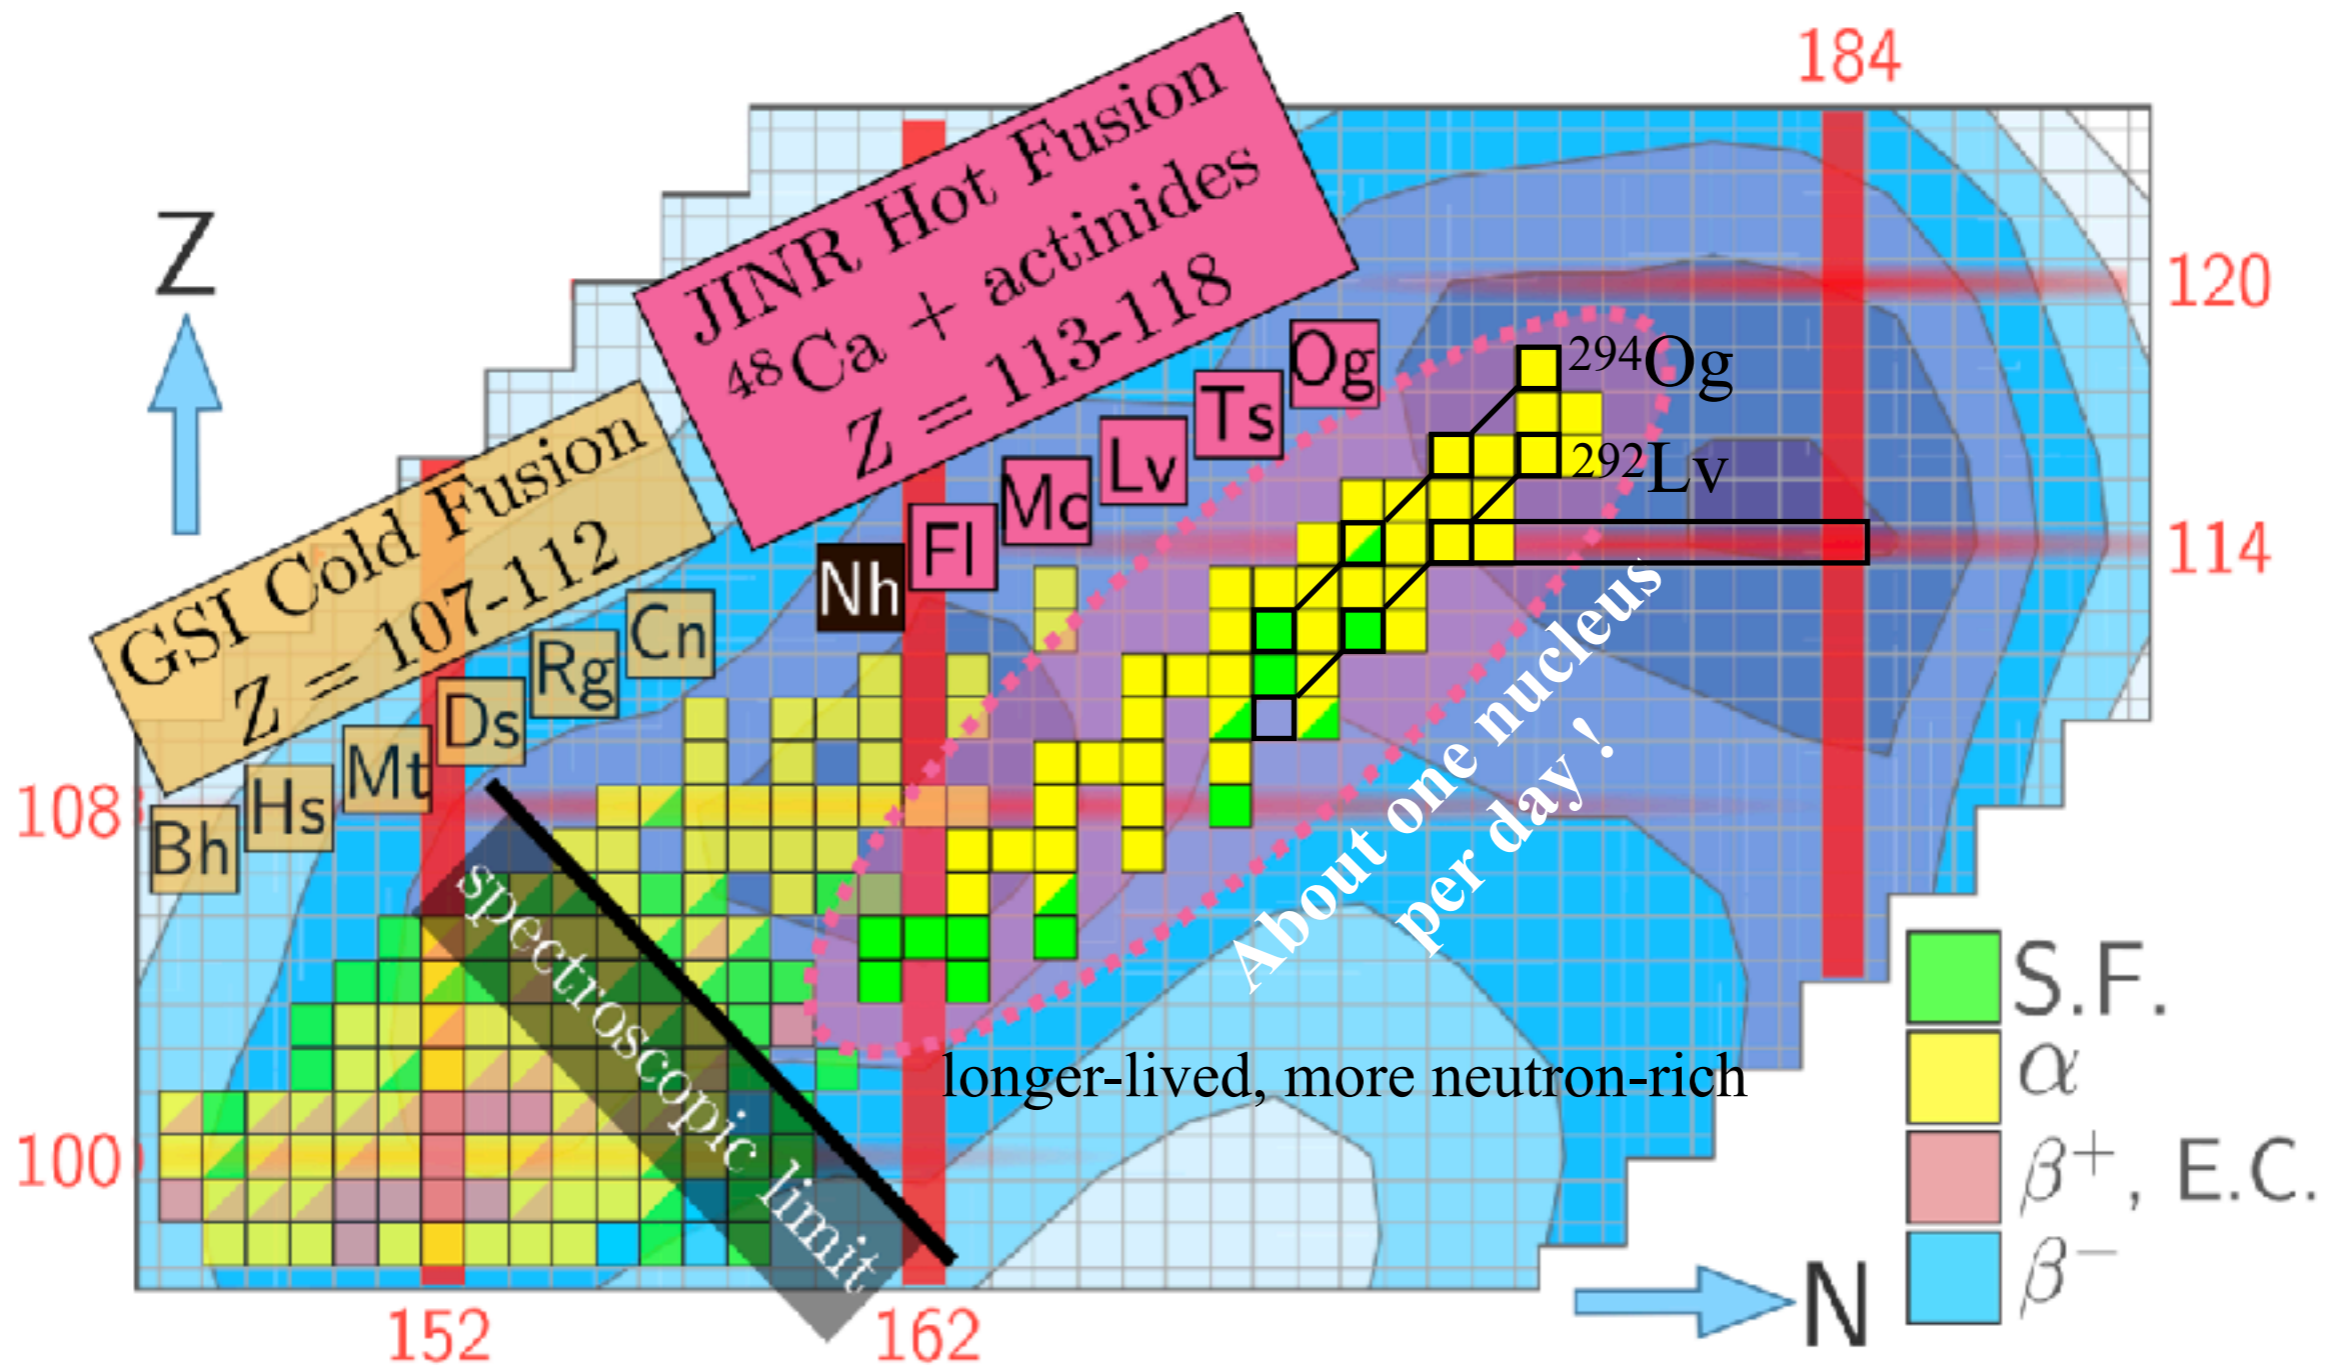 184
JINR Hot Fusion
⁴⁸Ca + actinides
Z = 113-118
Z
120
Og
²⁹⁴Og
Ts
Lv
²⁹²Lv
Mc
Fl
Nh
114
GSI Cold Fusion
Z = 107-112
Cn
Rg
Ds
Mt
Hs
Bh
108
About one nucleus
per day !
spectroscopic limit
longer-lived, more neutron-rich
100
S.F.
α
β⁺, E.C.
β⁻
N
152
162